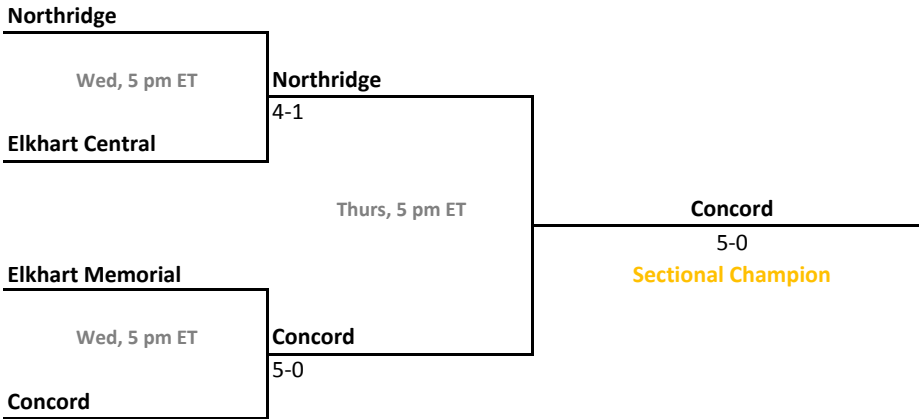 Northridge
Wed, 5 pm ET
Northridge
4-1
Elkhart Central
Thurs, 5 pm ET
Concord
5-0
Sectional Champion
Elkhart Memorial
Wed, 5 pm ET
Concord
5-0
Concord